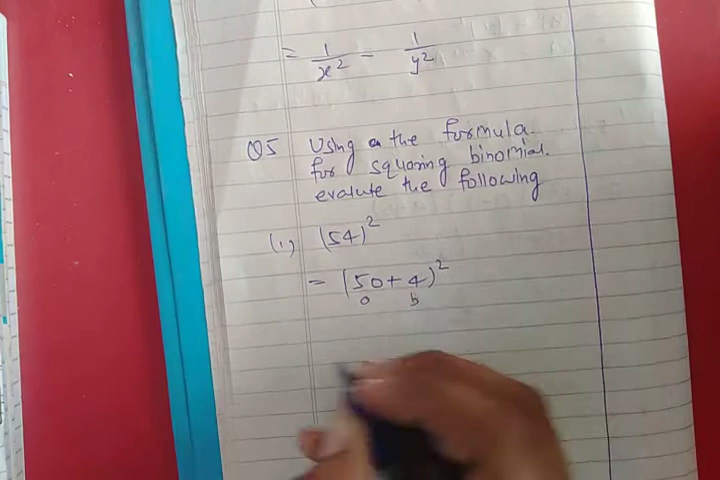 = 1/x² - 1/y²
Q5 Using the formula.
for squaring binomial.
evalute the following
(i) (54)²
= (50+4)²
a b